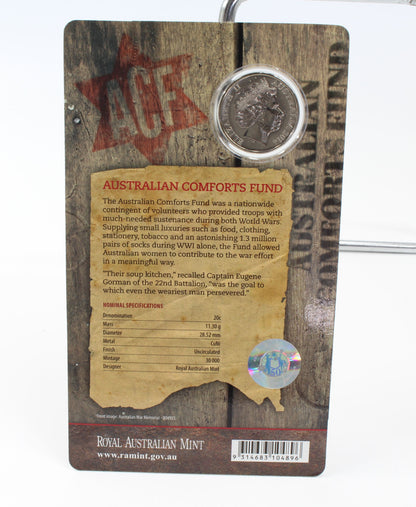 ACF
ELIZABETH II
AUSTRALIAN
COMFORTS FUND
AUSTRALIAN COMFORTS FUND
The Australian Comforts Fund was a nationwide
contingent of volunteers who provided troops with
much-needed sustenance during both World Wars.
Supplying small luxuries such as food, clothing,
stationery, tobacco and an astonishing 1.3 million
pairs of socks during WWI alone, the Fund allowed
Australian women to contribute to the war effort
in a meaningful way.
"Their soup kitchen," recalled Captain Eugene
Gorman of the 22nd Battalion, "was the goal to
which even the weariest man persevered."
NOMINAL SPECIFICATIONS
Denomination 20c
Mass 11.30 g
Diameter 28.52 mm
Metal CuNi
Finish Uncirculated
Mintage 30 000
Designer Royal Australian Mint
ROYAL AUSTRALIAN MINT
www.ramint.gov.au
9 314683 104896